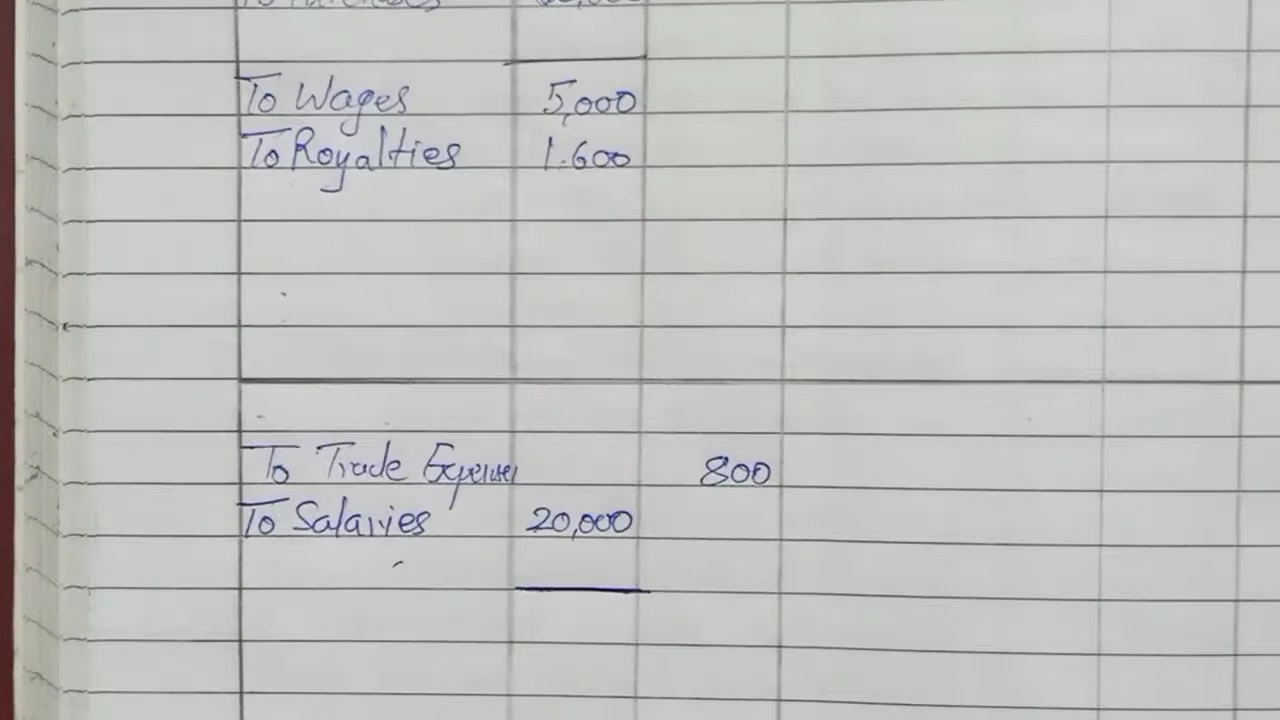 To Wages 5,000
To Royalties 1.600
To Trade Expenses 800
To Salaries 20,000